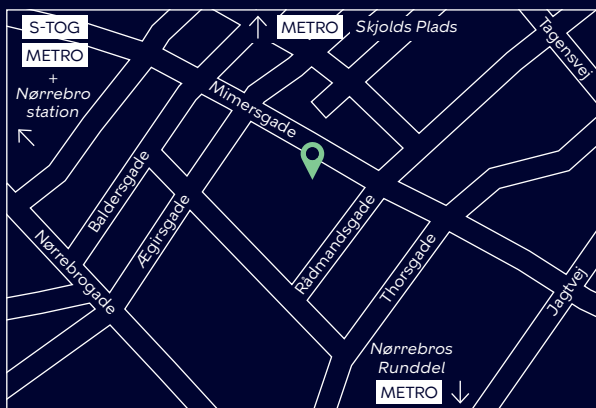 S-TOG
METRO
+
Nørrebro
station
METRO Skjolds Plads
Tagensvej
Mimersgade
Baldersgade
Ægirsgade
Nørrebrogade
Rådmandsgade
Thorsgade
Jagtvej
Nørrebros
Runddel
METRO